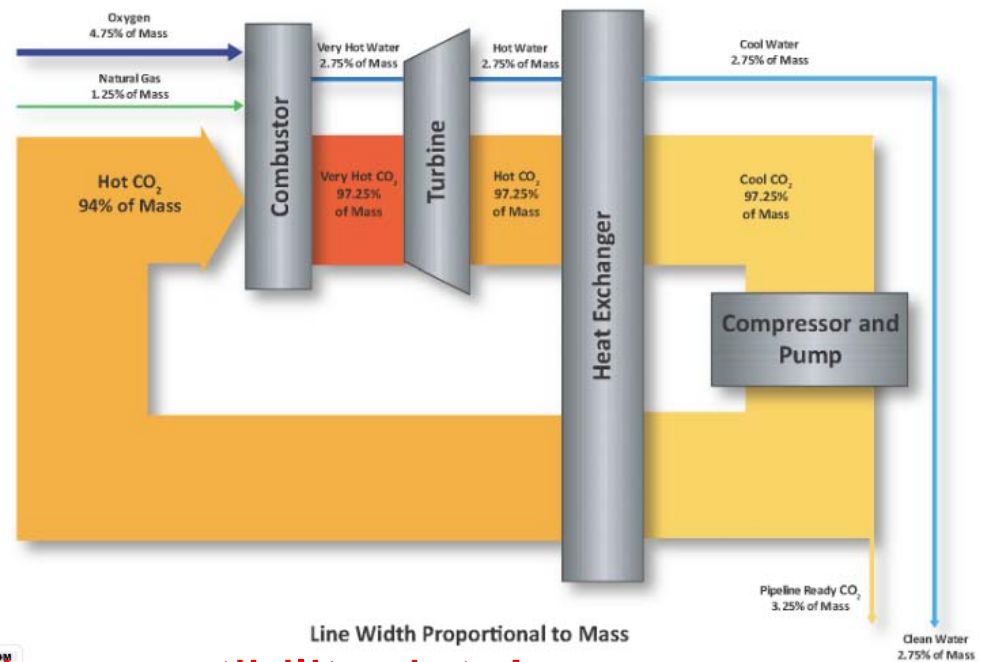 Oxygen
4.75% of Mass
Natural Gas
1.25% of Mass
Hot CO₂
94% of Mass
Combustor
Very Hot Water
2.75% of Mass
Very Hot CO₂
97.25%
of Mass
Turbine
Hot Water
2.75% of Mass
Hot CO₂
97.25%
of Mass
Heat Exchanger
Cool Water
2.75% of Mass
Cool CO₂
97.25%
of Mass
Compressor and
Pump
Pipeline Ready CO₂
3.25% of Mass
Clean Water
2.75% of Mass
Line Width Proportional to Mass